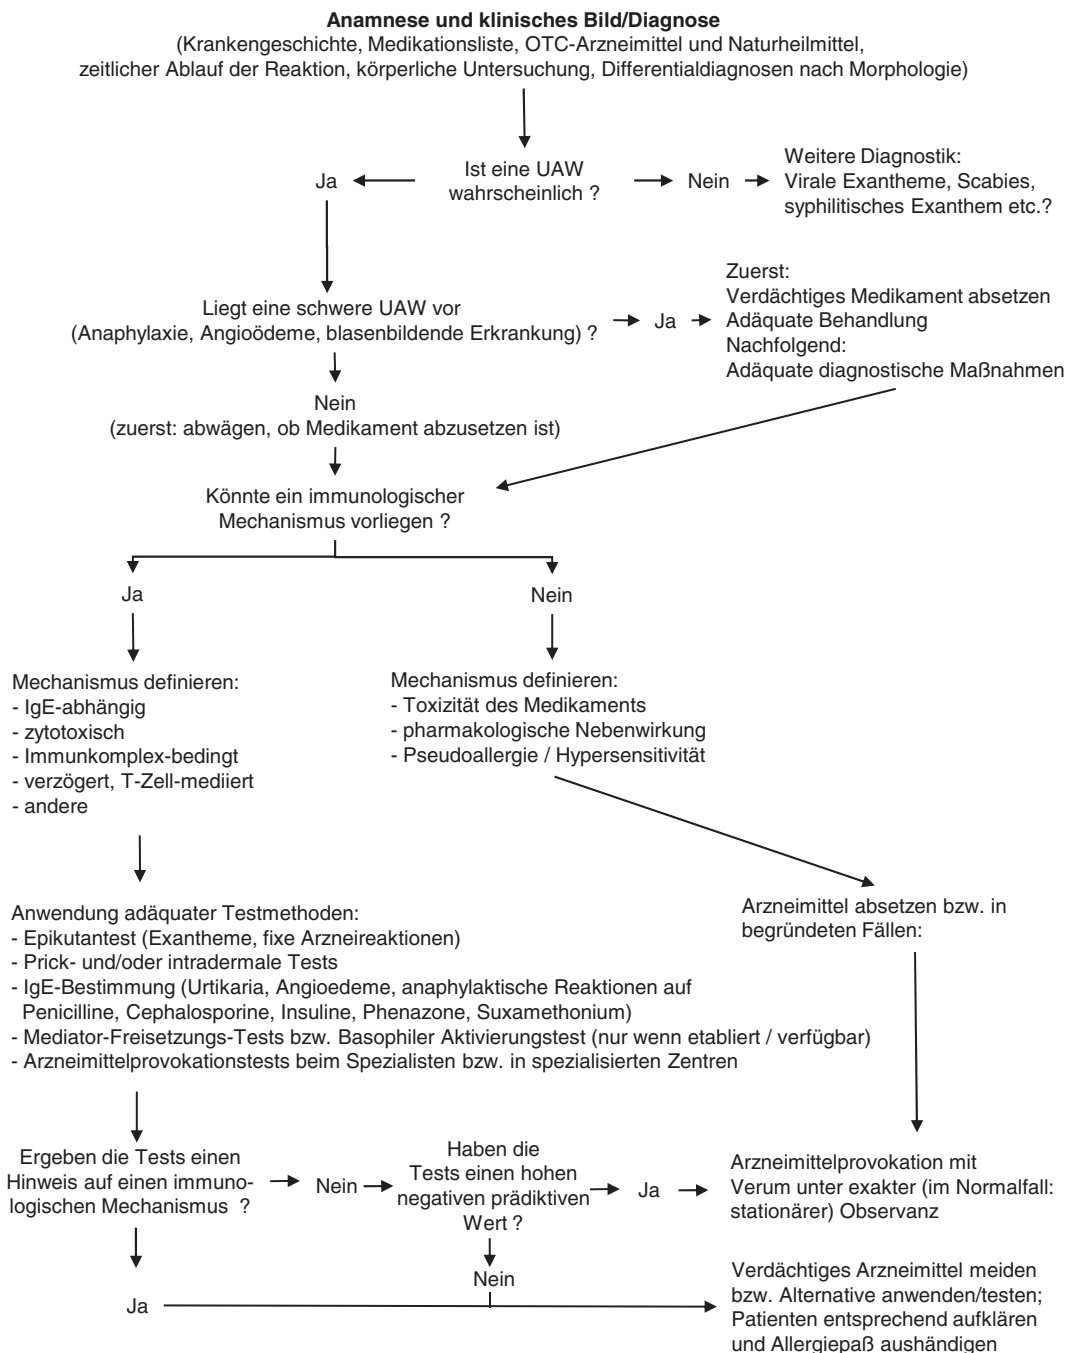 Anamnese und klinisches Bild/Diagnose
(Krankengeschichte, Medikationsliste, OTC-Arzneimittel und Naturheilmittel,
zeitlicher Ablauf der Reaktion, körperliche Untersuchung, Differentialdiagnosen nach Morphologie)
Ist eine UAW
wahrscheinlich ?
Ja
Nein
Weitere Diagnostik:
Virale Exantheme, Scabies,
syphilitisches Exanthem etc.?
Liegt eine schwere UAW vor
(Anaphylaxie, Angioödeme, blasenbildende Erkrankung) ?
Ja
Zuerst:
Verdächtiges Medikament absetzen
Adäquate Behandlung
Nachfolgend:
Adäquate diagnostische Maßnahmen
Nein
(zuerst: abwägen, ob Medikament abzusetzen ist)
Könnte ein immunologischer
Mechanismus vorliegen ?
Ja
Nein
Mechanismus definieren:
- IgE-abhängig
- zytotoxisch
- Immunkomplex-bedingt
- verzögert, T-Zell-mediiert
- andere
Mechanismus definieren:
- Toxizität des Medikaments
- pharmakologische Nebenwirkung
- Pseudoallergie / Hypersensitivität
Anwendung adäquater Testmethoden:
- Epikutantest (Exantheme, fixe Arzneireaktionen)
- Prick- und/oder intradermale Tests
- IgE-Bestimmung (Urtikaria, Angioedeme, anaphylaktische Reaktionen auf
Penicilline, Cephalosporine, Insuline, Phenazone, Suxamethonium)
- Mediator-Freisetzungs-Tests bzw. Basophiler Aktivierungstest (nur wenn etabliert / verfügbar)
- Arzneimittelprovokationstests beim Spezialisten bzw. in spezialisierten Zentren
Arzneimittel absetzen bzw. in
begründeten Fällen:
Ergeben die Tests einen
Hinweis auf einen immuno-
logischen Mechanismus ?
Nein
Haben die
Tests einen hohen
negativen prädiktiven
Wert ?
Ja
Arzneimittelprovokation mit
Verum unter exakter (im Normalfall:
stationärer) Observanz
Nein
Ja
Verdächtiges Arzneimittel meiden
bzw. Alternative anwenden/testen;
Patienten entsprechend aufklären
und Allergiepaß aushändigen